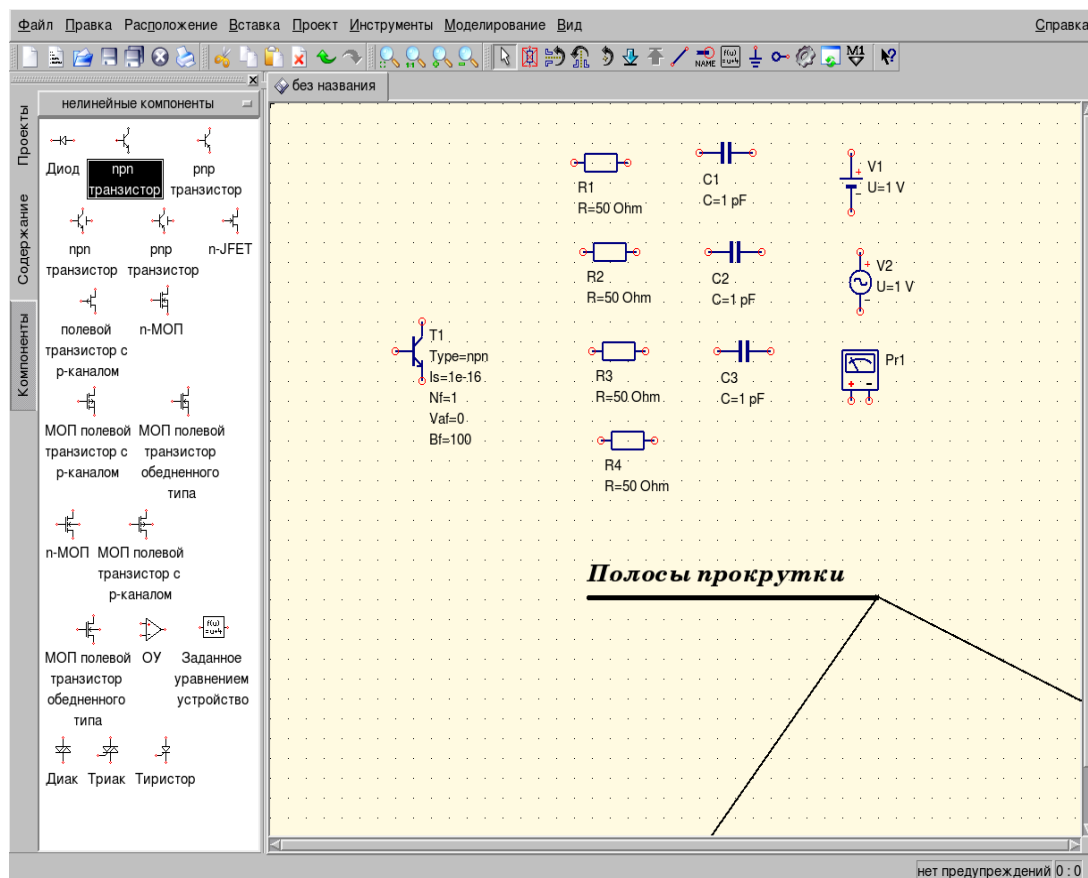 Файл Правка Расположение Вставка Проект Инструменты Моделирование Вид Справка
NAME
f(u)
=u+4
M1
Проекты
Содержание
Компоненты
нелинейные компоненты
без названия
Диод
npn
транзистор
pnp
транзистор
npn
транзистор
pnp
транзистор
n-JFET
полевой
транзистор с
p-каналом
n-МОП
МОП полевой
транзистор с
p-каналом
МОП полевой
транзистор
обедненного
типа
n-МОП
МОП полевой
транзистор с
p-каналом
МОП полевой
транзистор
обедненного
типа
ОУ
f(u)
=u+4
Заданное
уравнением
устройство
Диак
Триак
Тиристор
T1
Type=npn
Is=1e-16
Nf=1
Vaf=0
Bf=100
R1
R=50 Ohm
R2
R=50 Ohm
R3
R=50 Ohm
R4
R=50 Ohm
C1
C=1 pF
C2
C=1 pF
C3
C=1 pF
V1
U=1 V
V2
U=1 V
Pr1
Полосы прокрутки
нет предупреждений 0 : 0